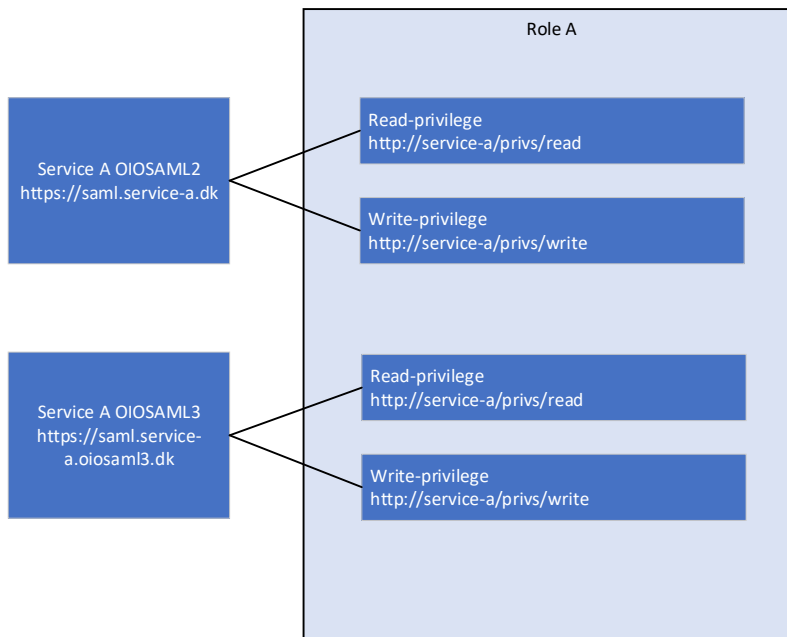 Role A
Service A OIOSAML2
https://saml.service-a.dk
Read-privilege
http://service-a/privs/read
Write-privilege
http://service-a/privs/write
Service A OIOSAML3
https://saml.service-
a.oiosaml3.dk
Read-privilege
http://service-a/privs/read
Write-privilege
http://service-a/privs/write